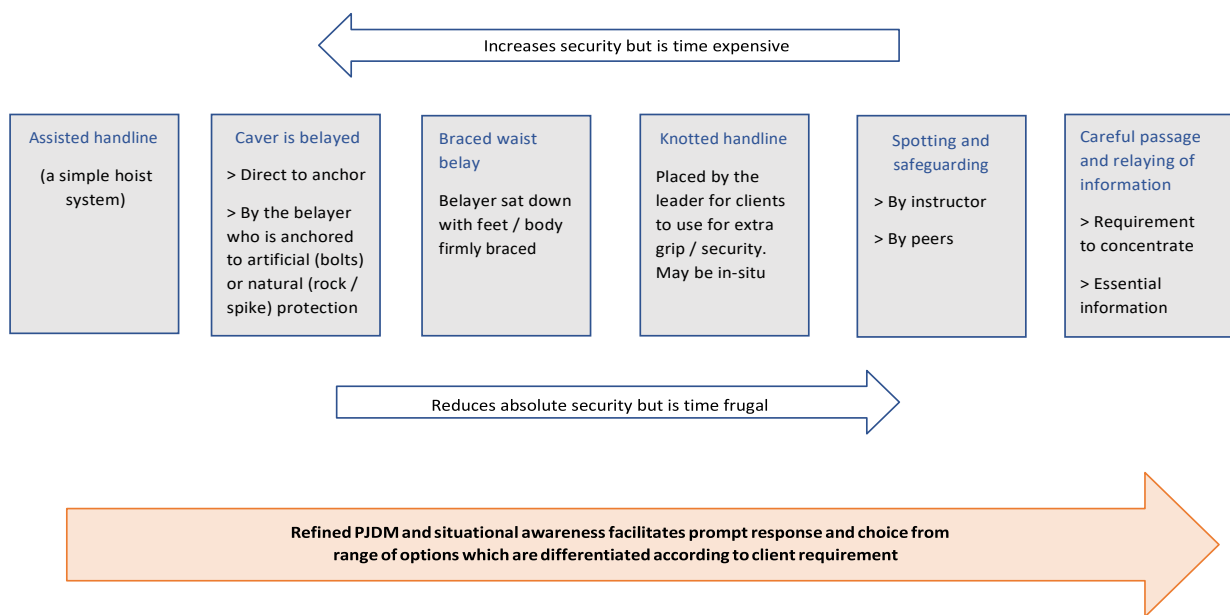 Increases security but is time expensive
Assisted handline
(a simple hoist
system)
Caver is belayed
> Direct to anchor
> By the belayer
who is anchored
to artificial (bolts)
or natural (rock /
spike) protection
Braced waist
belay
Belayer sat down
with feet / body
firmly braced
Knotted handline
Placed by the
leader for clients
to use for extra
grip / security.
May be in-situ
Spotting and
safeguarding
> By instructor
> By peers
Careful passage
and relaying of
information
> Requirement
to concentrate
> Essential
information
Reduces absolute security but is time frugal
Refined PJDM and situational awareness facilitates prompt response and choice from
range of options which are differentiated according to client requirement